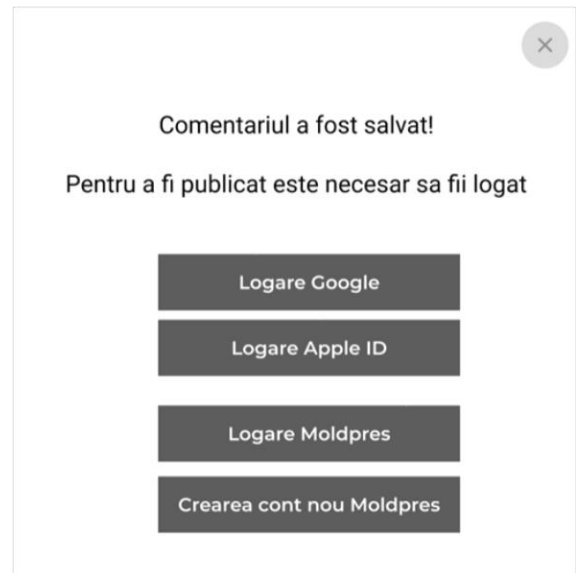 Comentariul a fost salvat!
Pentru a fi publicat este necesar sa fii logat
Logare Google
Logare Apple ID
Logare Moldpres
Crearea cont nou Moldpres